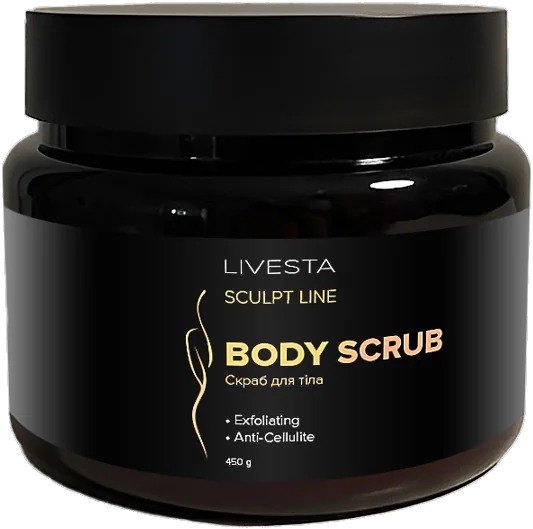 LIVESTA
SCULPT LINE
BODY SCRUB
Скраб для тіла
• Exfoliating
• Anti-Cellulite
450 g